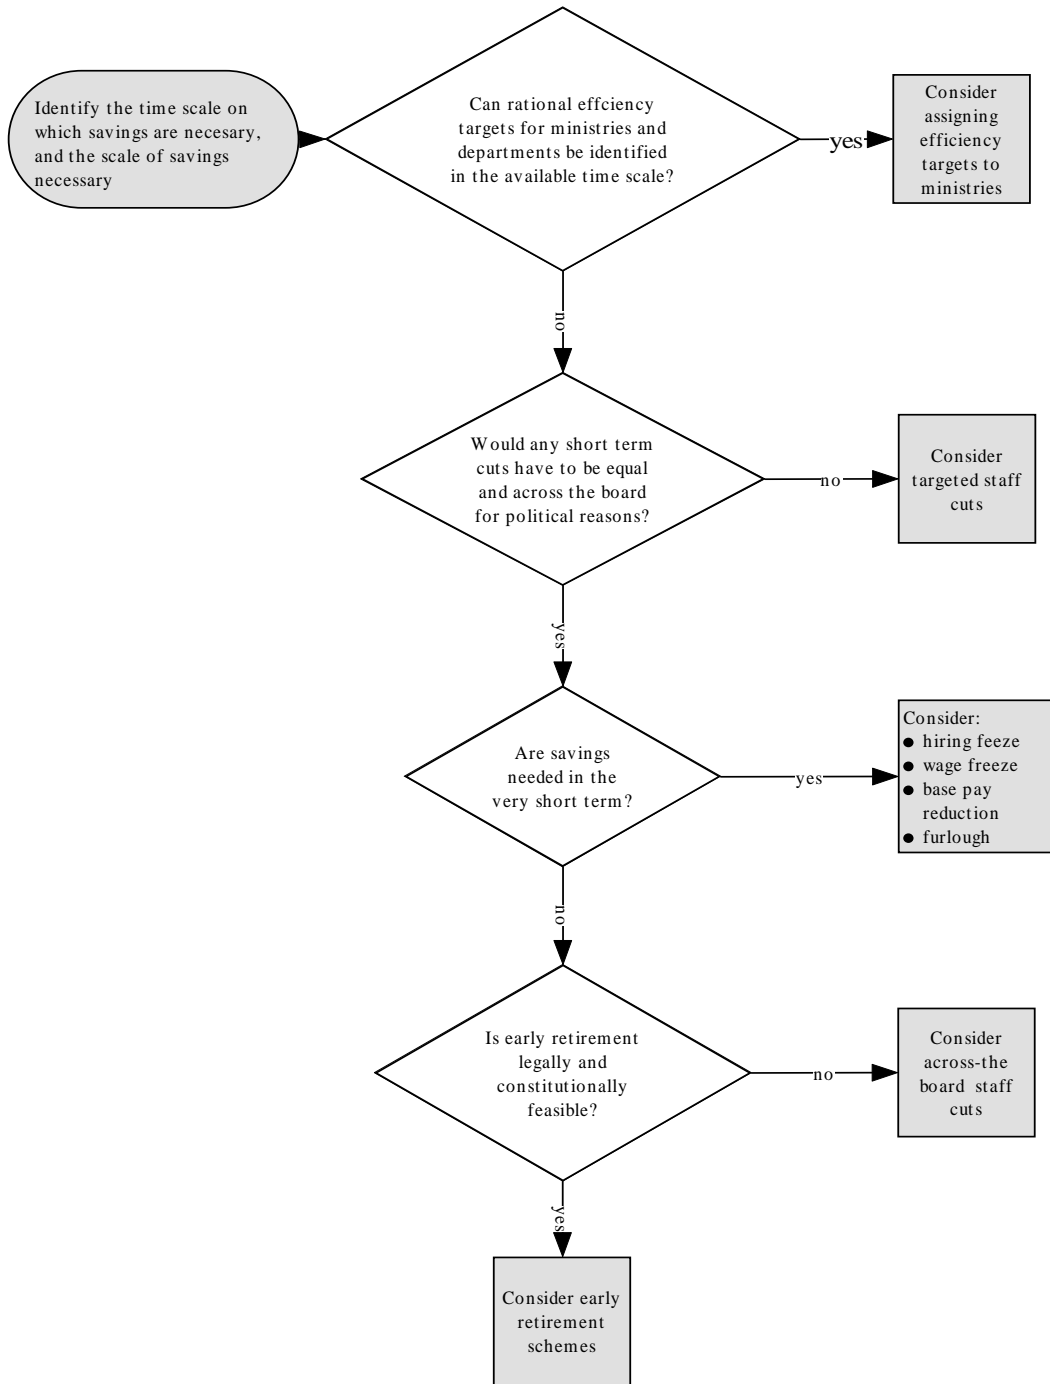 Identify the time scale on
which savings are necesary,
and the scale of savings
necessary
Can rational effciency
targets for ministries and
departments be identified
in the available time scale?
yes
Consider
assigning
efficiency
targets to
ministries
no
Would any short term
cuts have to be equal
and across the board
for political reasons?
no
Consider
targeted staff
cuts
yes
Are savings
needed in the
very short term?
yes
Consider:
● hiring feeze
● wage freeze
● base pay
reduction
● furlough
no
Is early retirement
legally and
constitutionally
feasible?
no
Consider
across-the
board staff
cuts
yes
Consider early
retirement
schemes